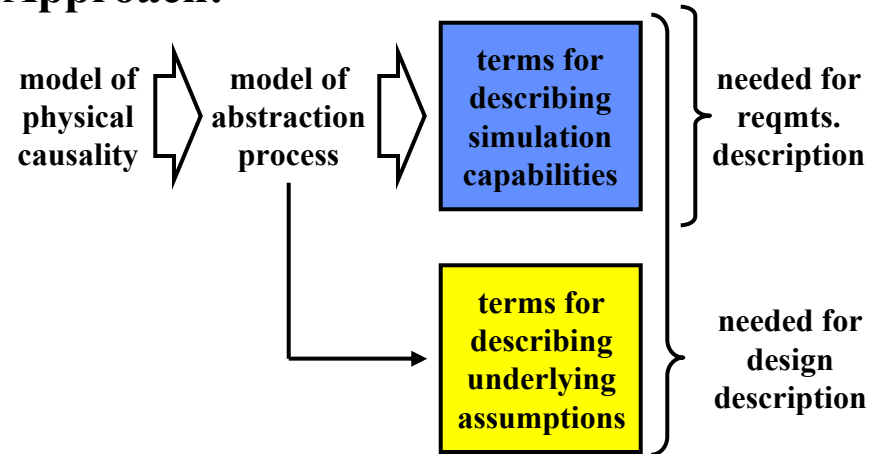 Approach:
model of
physical
causality
model of
abstraction
process
terms for
describing
simulation
capabilities
needed for
reqmts.
description
terms for
describing
underlying
assumptions
needed for
design
description